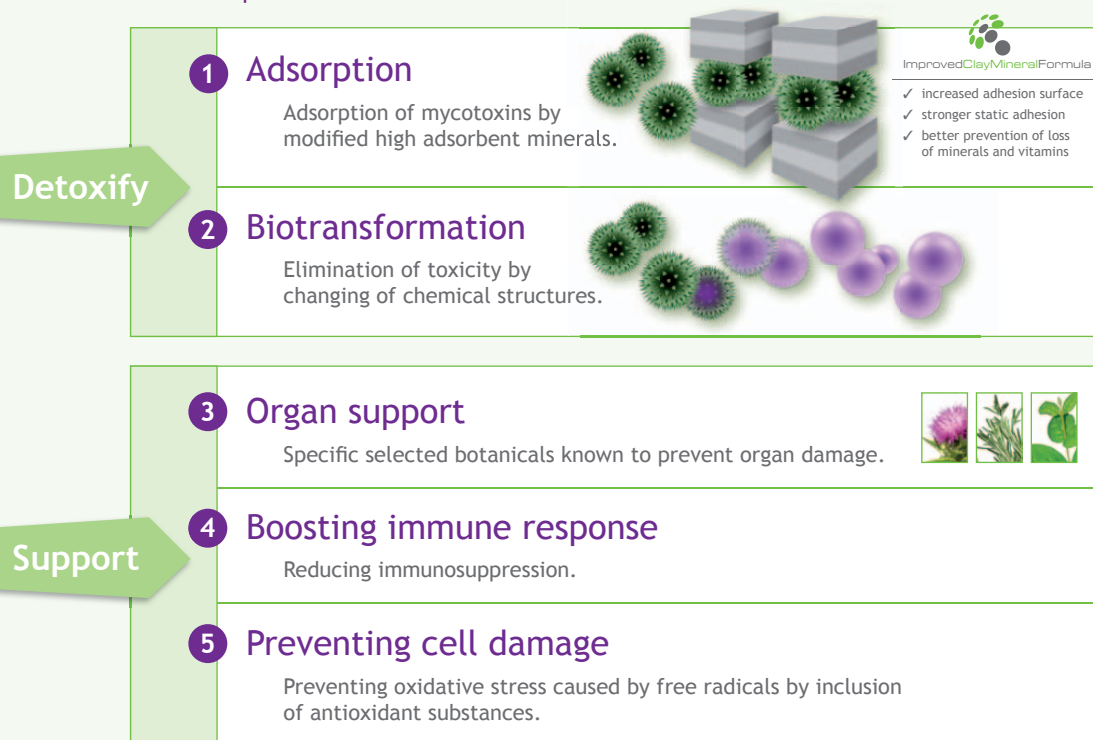 Detoxify
1 Adsorption
Adsorption of mycotoxins by
modified high adsorbent minerals.
ImprovedClayMineralFormula
✓ increased adhesion surface
✓ stronger static adhesion
✓ better prevention of loss
of minerals and vitamins
2 Biotransformation
Elimination of toxicity by
changing of chemical structures.
Support
3 Organ support
Specific selected botanicals known to prevent organ damage.
4 Boosting immune response
Reducing immunosuppression.
5 Preventing cell damage
Preventing oxidative stress caused by free radicals by inclusion
of antioxidant substances.